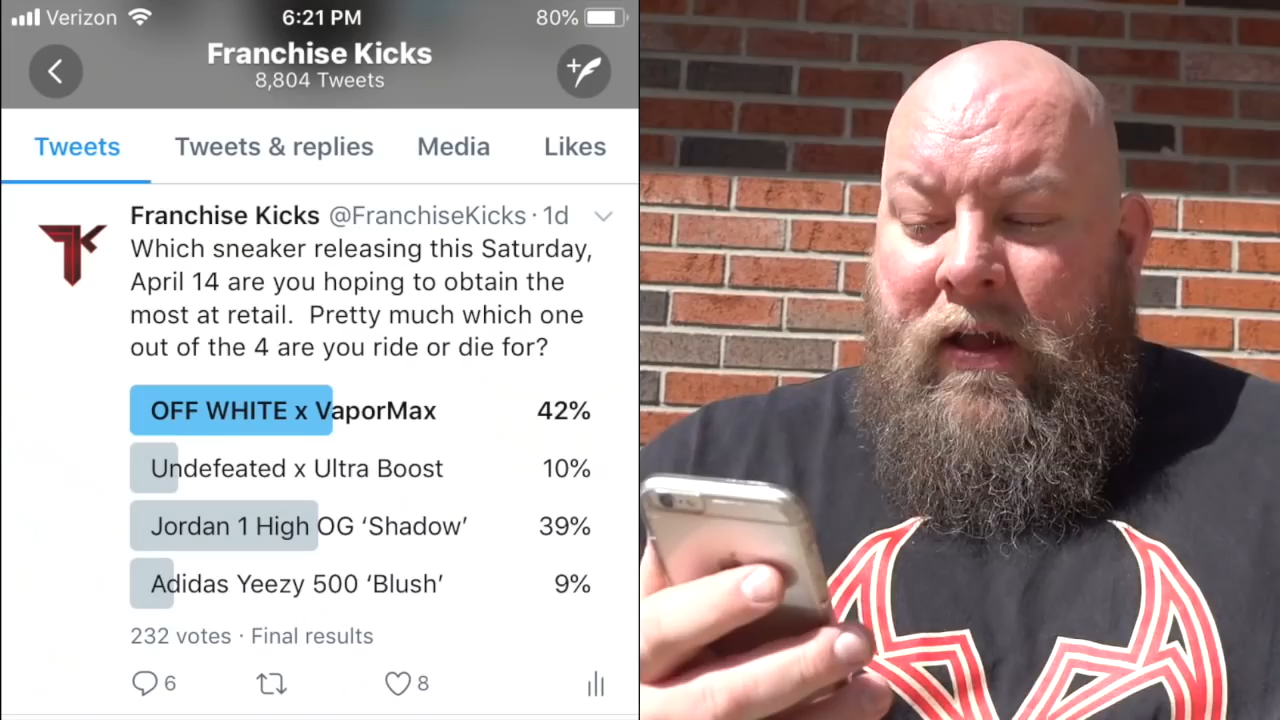 Verizon 6:21 PM 80%
Franchise Kicks
8,804 Tweets
Tweets Tweets & replies Media Likes
Franchise Kicks @FranchiseKicks · 1d
Which sneaker releasing this Saturday,
April 14 are you hoping to obtain the
most at retail. Pretty much which one
out of the 4 are you ride or die for?
OFF WHITE x VaporMax 42%
Undefeated x Ultra Boost 10%
Jordan 1 High OG ‘Shadow’ 39%
Adidas Yeezy 500 ‘Blush’ 9%
232 votes · Final results
6 8